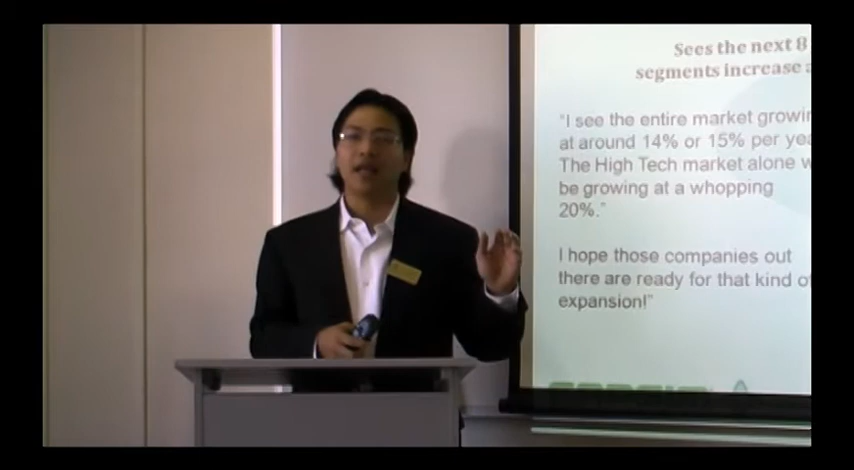 Sees the next 8
segments increase a
"I see the entire market growin
at around 14% or 15% per yea
The High Tech market alone w
be growing at a whopping
20%."
I hope those companies out
there are ready for that kind of
expansion!"